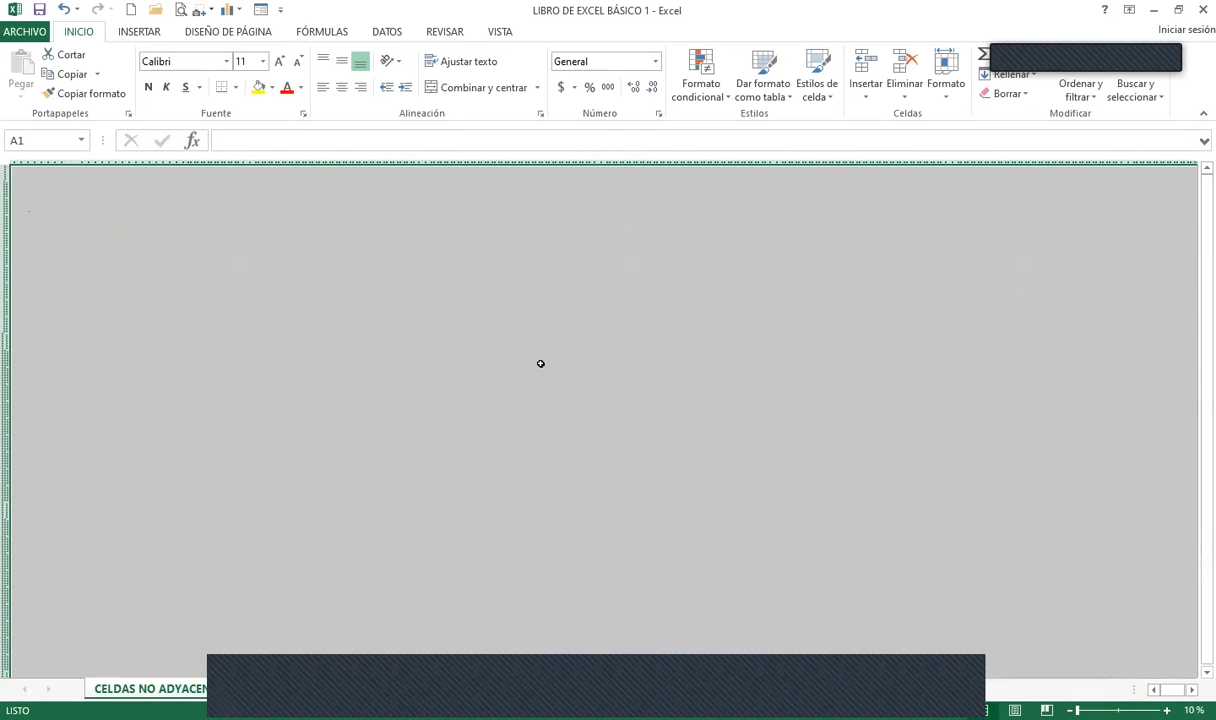 LIBRO DE EXCEL BÁSICO 1 - Excel
?
ARCHIVO INICIO INSERTAR DISEÑO DE PÁGINA FÓRMULAS DATOS REVISAR VISTA Iniciar sesión
Pegar
Cortar
Copiar
Copiar formato
Portapapeles
Calibri 11
N K S
Fuente
Ajustar texto
Combinar y centrar
Alineación
General
$ % 000
Número
Formato condicional
Dar formato como tabla
Estilos de celda
Estilos
Insertar
Eliminar
Formato
Celdas
Rellenar
Borrar
Ordenar y filtrar
Buscar y seleccionar
Modificar
A1
fx
CELDAS NO ADYACEN
LISTO
10 %